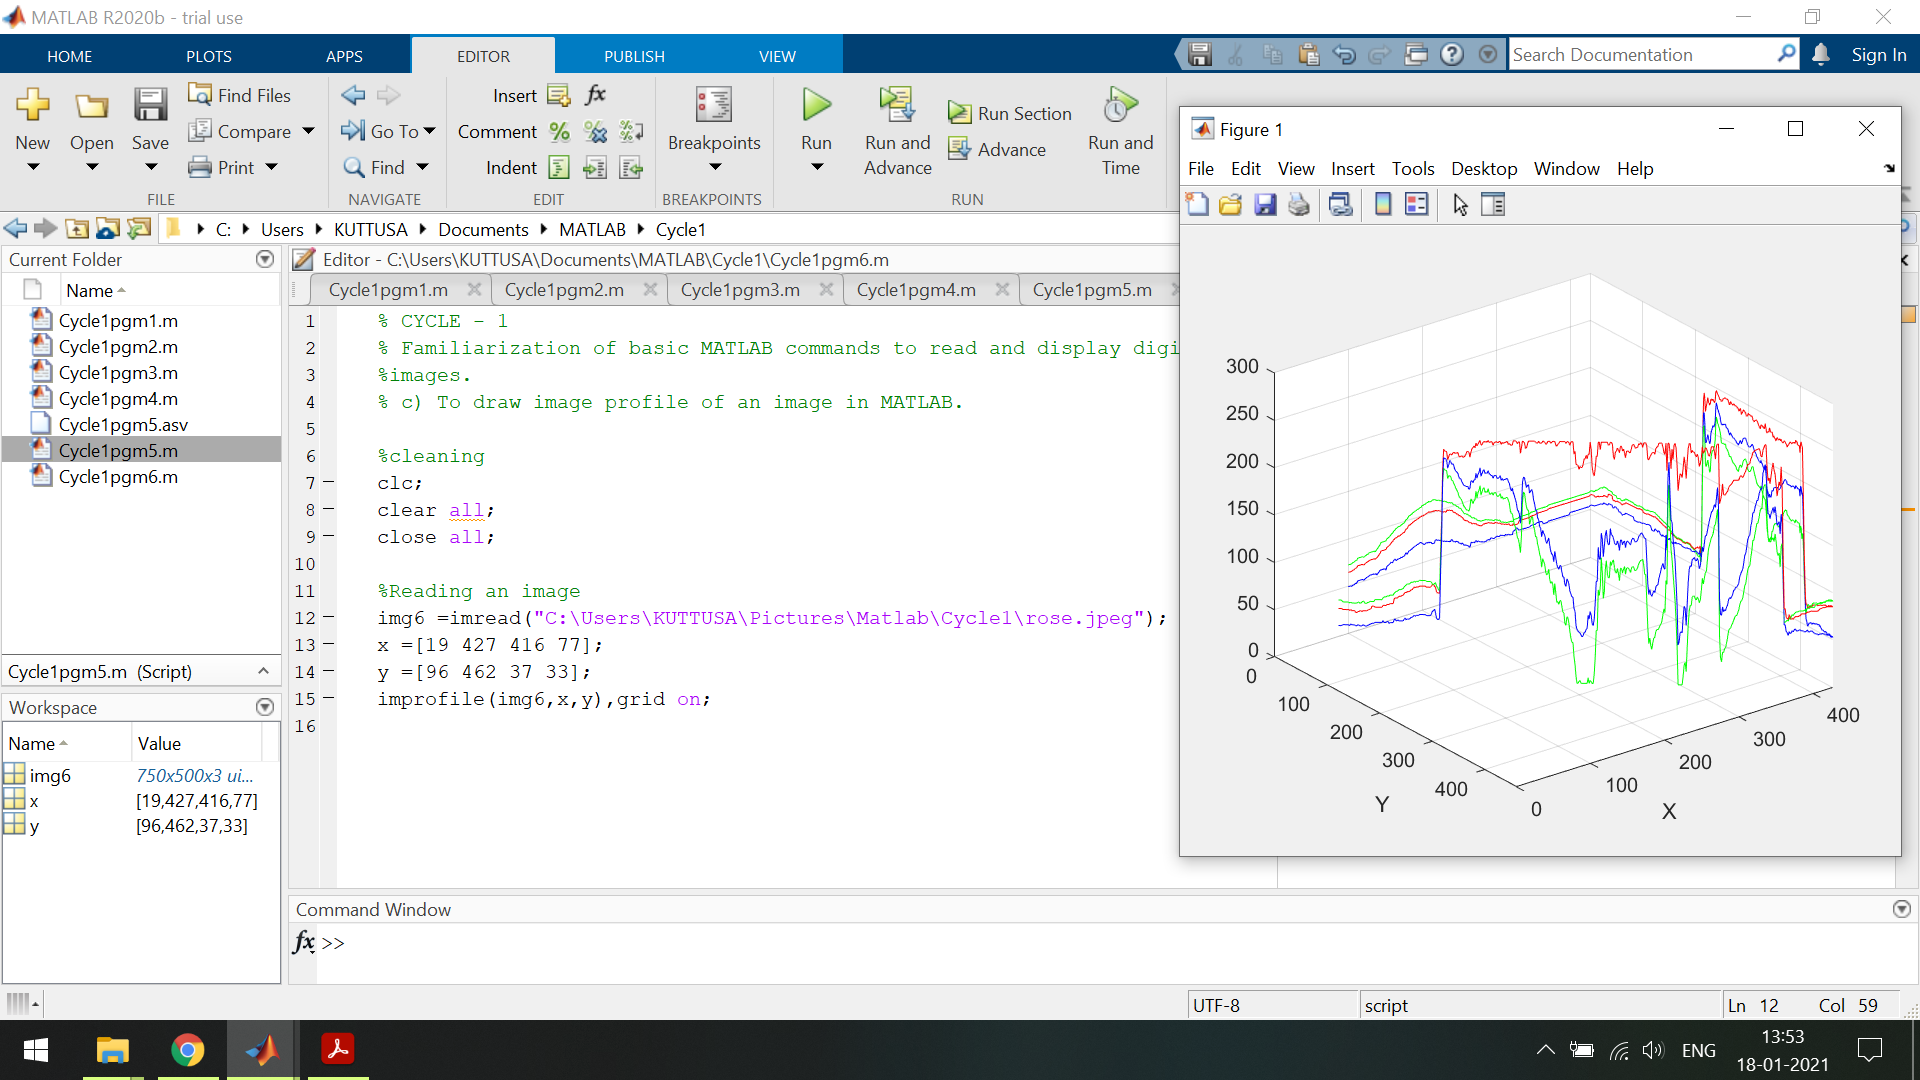 MATLAB R2020b - trial use
HOME PLOTS APPS EDITOR PUBLISH VIEW
Search Documentation
Sign In
New
Open
Save
Find Files
Compare
Print
FILE
Go To
Find
NAVIGATE
Insert
Comment
Indent
EDIT
Breakpoints
BREAKPOINTS
Run
Run and Advance
Run Section
Advance
Run and Time
RUN
C: Users KUTTUSA Documents MATLAB Cycle1
Current Folder
Name
Cycle1pgm1.m
Cycle1pgm2.m
Cycle1pgm3.m
Cycle1pgm4.m
Cycle1pgm5.asv
Cycle1pgm5.m
Cycle1pgm6.m
Cycle1pgm5.m (Script)
Workspace
Name Value
img6 750x500x3 ui...
x [19,427,416,77]
y [96,462,37,33]
Editor - C:\Users\KUTTUSA\Documents\MATLAB\Cycle1\Cycle1pgm6.m
Cycle1pgm1.m Cycle1pgm2.m Cycle1pgm3.m Cycle1pgm4.m Cycle1pgm5.m
1 % CYCLE - 1
2 % Familiarization of basic MATLAB commands to read and display digi
3 %images.
4 % c) To draw image profile of an image in MATLAB.
5
6 %cleaning
7 clc;
8 clear all;
9 close all;
10
11 %Reading an image
12 img6 =imread("C:\Users\KUTTUSA\Pictures\Matlab\Cycle1\rose.jpeg");
13 x =[19 427 416 77];
14 y =[96 462 37 33];
15 improfile(img6,x,y),grid on;
16
Figure 1
File Edit View Insert Tools Desktop Window Help
300
250
200
150
100
50
0
0
100
200
300
400
Y
0
100
200
300
400
X
Command Window
fx >>
UTF-8
script
Ln 12 Col 59
ENG
13:53
18-01-2021